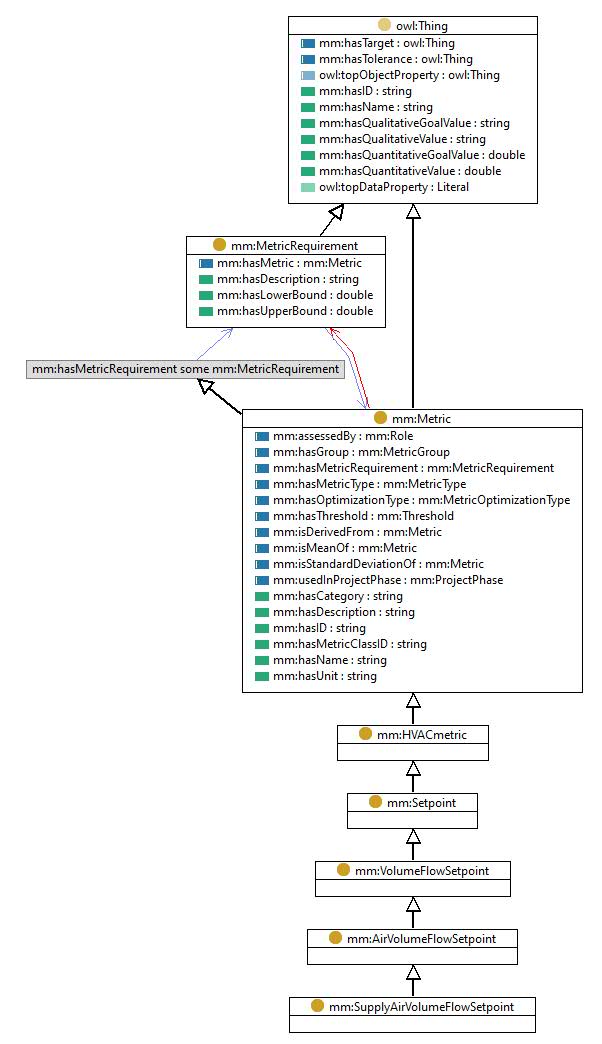 owl:Thing
mm:hasTarget : owl:Thing
mm:hasTolerance : owl:Thing
owl:topObjectProperty : owl:Thing
mm:hasID : string
mm:hasName : string
mm:hasQualitativeGoalValue : string
mm:hasQualitativeValue : string
mm:hasQuantitativeGoalValue : double
mm:hasQuantitativeValue : double
owl:topDataProperty : Literal
mm:MetricRequirement
mm:hasMetric : mm:Metric
mm:hasDescription : string
mm:hasLowerBound : double
mm:hasUpperBound : double
mm:hasMetricRequirement some mm:MetricRequirement
mm:Metric
mm:assessedBy : mm:Role
mm:hasGroup : mm:MetricGroup
mm:hasMetricRequirement : mm:MetricRequirement
mm:hasMetricType : mm:MetricType
mm:hasOptimizationType : mm:MetricOptimizationType
mm:hasThreshold : mm:Threshold
mm:isDerivedFrom : mm:Metric
mm:isMeanOf : mm:Metric
mm:isStandardDeviationOf : mm:Metric
mm:usedInProjectPhase : mm:ProjectPhase
mm:hasCategory : string
mm:hasDescription : string
mm:hasID : string
mm:hasMetricClassID : string
mm:hasName : string
mm:hasUnit : string
mm:HVACmetric
mm:Setpoint
mm:VolumeFlowSetpoint
mm:AirVolumeFlowSetpoint
mm:SupplyAirVolumeFlowSetpoint